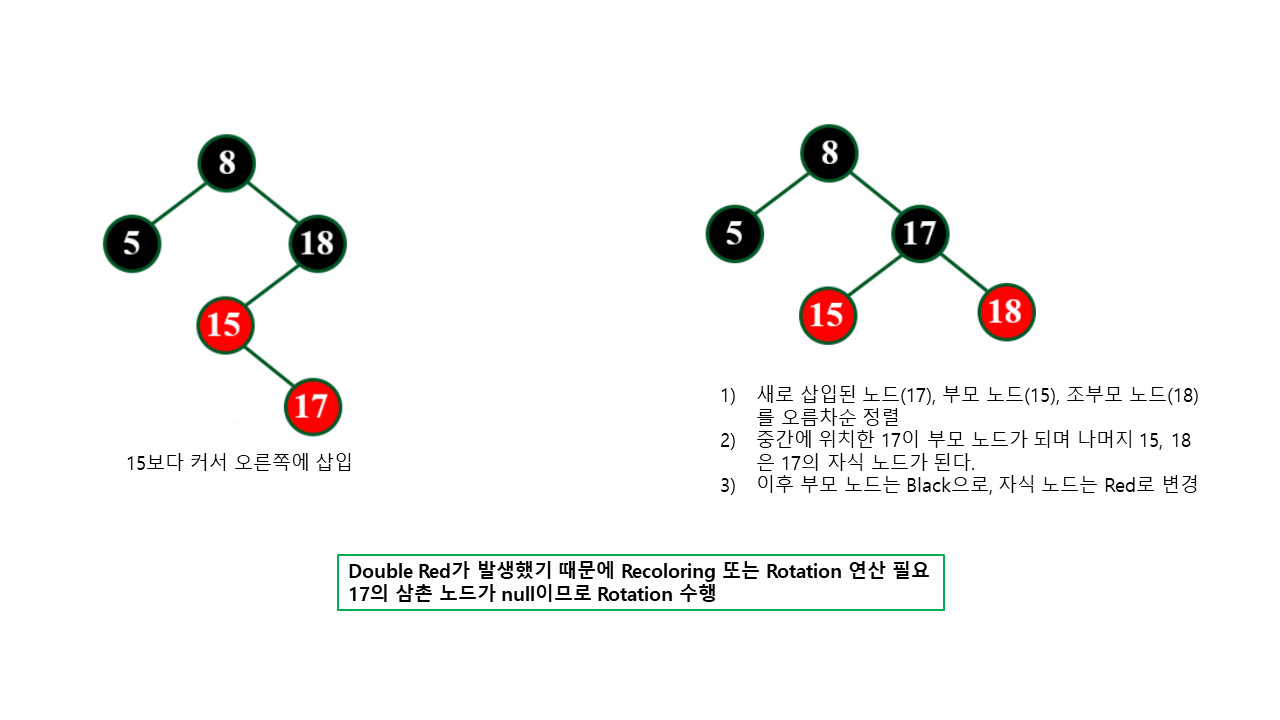 8
5
18
15
17
15보다 커서 오른쪽에 삽입
8
5
17
15
18
1) 새로 삽입된 노드(17), 부모 노드(15), 조부모 노드(18)
를 오름차순 정렬
2) 중간에 위치한 17이 부모 노드가 되며 나머지 15, 18
은 17의 자식 노드가 된다.
3) 이후 부모 노드는 Black으로, 자식 노드는 Red로 변경
Double Red가 발생했기 때문에 Recoloring 또는 Rotation 연산 필요
17의 삼촌 노드가 null이므로 Rotation 수행